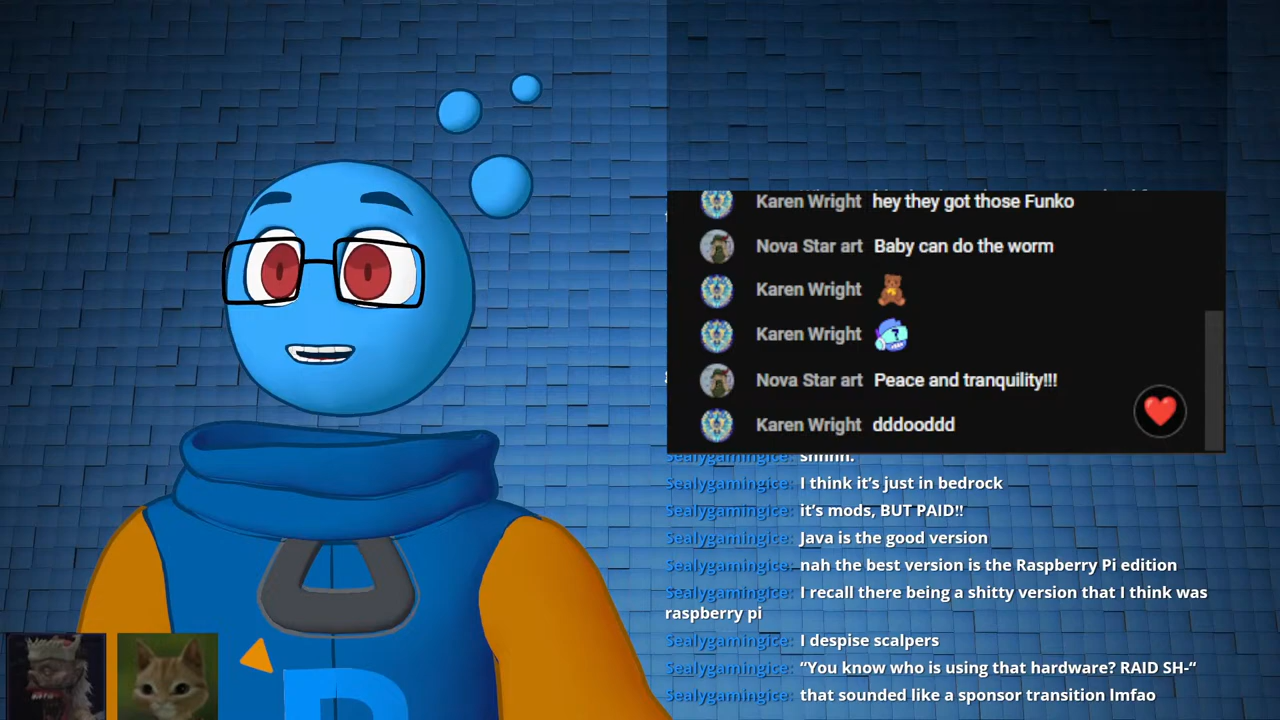 Karen Wright hey they got those Funko
Nova Star art Baby can do the worm
Karen Wright
Karen Wright
?
Nova Star art Peace and tranquility!!!
Karen Wright dddooddd
Sealygamingice: shhhh.
Sealygamingice: I think it’s just in bedrock
Sealygamingice: it’s mods, BUT PAID!!
Sealygamingice: Java is the good version
Sealygamingice: nah the best version is the Raspberry Pi edition
Sealygamingice: I recall there being a shitty version that I think was
raspberry pi
Sealygamingice: I despise scalpers
Sealygamingice: “You know who is using that hardware? RAID SH-“
Sealygamingice: that sounded like a sponsor transition lmfao